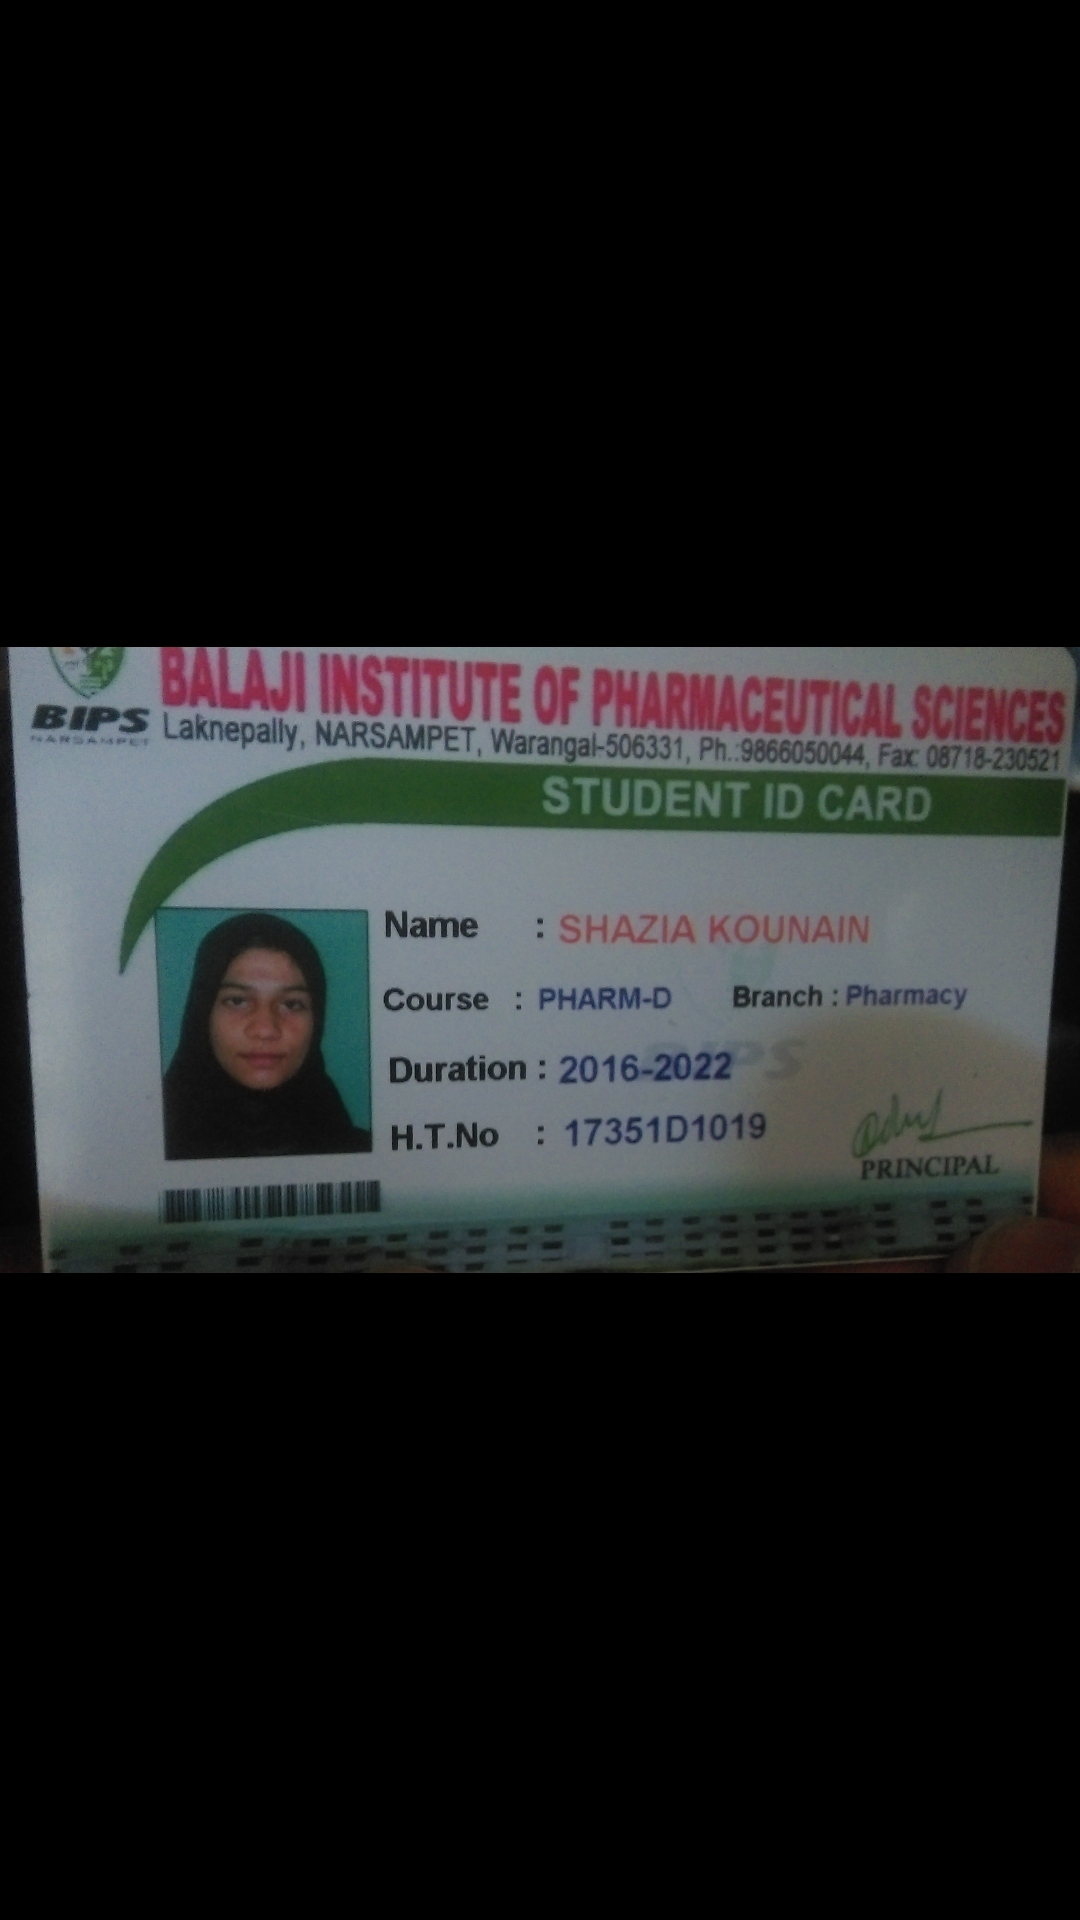 BALAJI INSTITUTE OF PHARMACEUTICAL SCIENCES
BIPS
NARSAMPET
Laknepally, NARSAMPET, Warangal-506331, Ph.:9866050044, Fax: 08718-230521
STUDENT ID CARD
Name : SHAZIA KOUNAIN
Course : PHARM-D Branch : Pharmacy
Duration : 2016-2022
BIPS
H.T.No : 17351D1019
PRINCIPAL